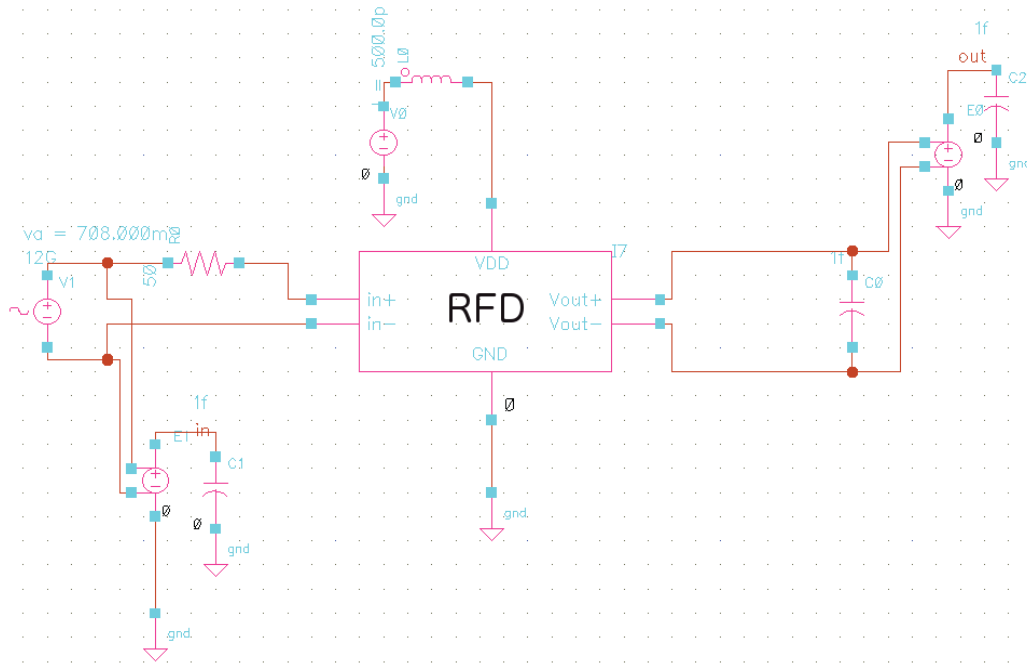 1f
out
C2
= 500.0p
L0
V0
E0
0
0
gnd
gnd
0
gnd
va = 708.000m
R0
12G
50
V1
VDD
I7
1f
C0
in+
in-
RFD
Vout+
Vout-
GND
0
1f
E1
in
C1
0
0
gnd
gnd
gnd